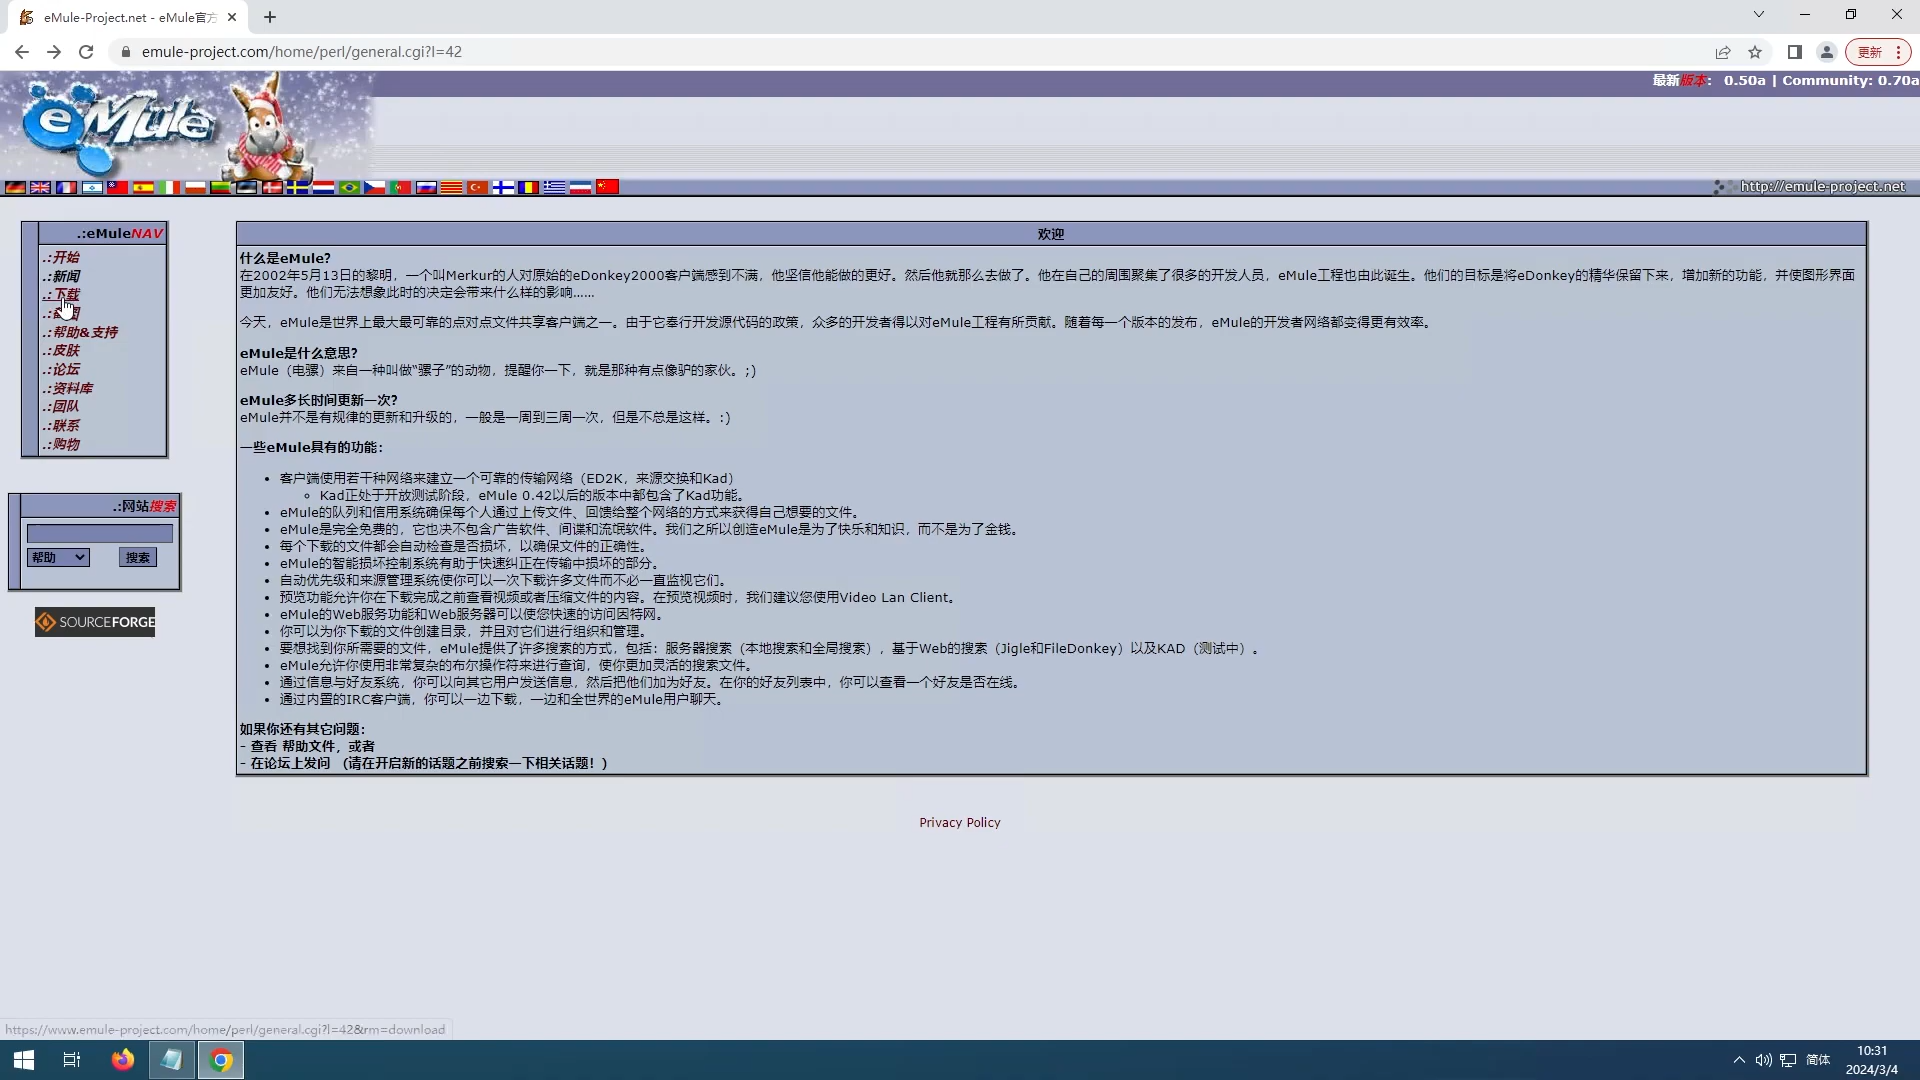 eMule-Project.net - eMule官方
emule-project.com/home/perl/general.cgi?l=42
更新
最新版本: 0.50a | Community: 0.70a
eMule
http://emule-project.net
.:eMuleNAV
.:开始
.:新闻
.:下载
.:帮助&支持
.:皮肤
.:论坛
.:资料库
.:团队
.:联系
.:购物
.:网站搜索
帮助
搜索
SOURCEFORGE
欢迎
什么是eMule?
在2002年5月13日的黎明，一个叫Merkur的人对原始的eDonkey2000客户端感到不满，他坚信他能做的更好。然后他就那么去做了。他在自己的周围聚集了很多的开发人员，eMule工程也由此诞生。他们的目标是将eDonkey的精华保留下来，增加新的功能，并使图形界面
更加友好。他们无法想象此时的决定会带来什么样的影响......
今天，eMule是世界上最大最可靠的点对点文件共享客户端之一。由于它奉行开发源代码的政策，众多的开发者得以对eMule工程有所贡献。随着每一个版本的发布，eMule的开发者网络都变得更有效率。
eMule是什么意思?
eMule（电骡）来自一种叫做“骡子”的动物，提醒你一下，就是那种有点像驴的家伙。;)
eMule多长时间更新一次?
eMule并不是有规律的更新和升级的，一般是一周到三周一次，但是不总是这样。:)
一些eMule具有的功能:
• 客户端使用若干种网络来建立一个可靠的传输网络（ED2K，来源交换和Kad）
◦ Kad正处于开放测试阶段，eMule 0.42以后的版本中都包含了Kad功能。
• eMule的队列和信用系统确保每个人通过上传文件、回馈给整个网络的方式来获得自己想要的文件。
• eMule是完全免费的，它也决不包含广告软件、间谍和流氓软件。我们之所以创造eMule是为了快乐和知识，而不是为了金钱。
• 每个下载的文件都会自动检查是否损坏，以确保文件的正确性。
• eMule的智能损坏控制系统有助于快速纠正在传输中损坏的部分。
• 自动优先级和来源管理系统使你可以一次下载许多文件而不必一直监视它们。
• 预览功能允许你在下载完成之前查看视频或者压缩文件的内容。在预览视频时，我们建议您使用Video Lan Client。
• eMule的Web服务功能和Web服务器可以使您快速的访问因特网。
• 你可以为你下载的文件创建目录，并且对它们进行组织和管理。
• 要想找到你所需要的文件，eMule提供了许多搜索的方式，包括：服务器搜索（本地搜索和全局搜索），基于Web的搜索（Jigle和FileDonkey）以及KAD（测试中）。
• eMule允许你使用非常复杂的布尔操作符来进行查询，使你更加灵活的搜索文件。
• 通过信息与好友系统，你可以向其它用户发送信息，然后把他们加为好友。在你的好友列表中，你可以查看一个好友是否在线。
• 通过内置的IRC客户端，你可以一边下载，一边和全世界的eMule用户聊天。
如果你还有其它问题:
- 查看 帮助文件，或者
- 在论坛上发问 （请在开启新的话题之前搜索一下相关话题！）
Privacy Policy
https://www.emule-project.com/home/perl/general.cgi?l=42&rm=download
简体
10:31
2024/3/4